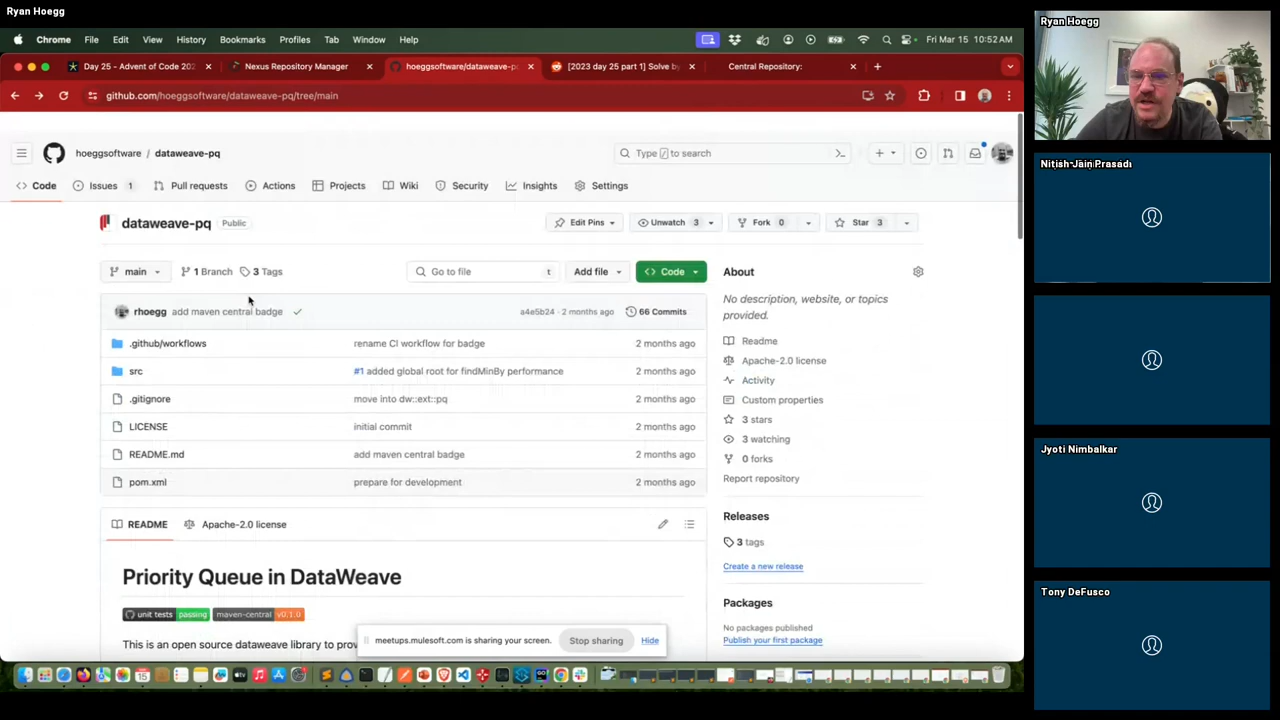 Ryan Hoegg
Chrome File Edit View History Bookmarks Profiles Tab Window Help Fri Mar 15 10:52 AM
Day 25 - Advent of Code 202 Nexus Repository Manager hoeggsoftware/dataweave-pq: [2023 day 25 part 1] Solve by Central Repository:
github.com/hoeggsoftware/dataweave-pq/tree/main
hoeggsoftware / dataweave-pq Type / to search
Code Issues 1 Pull requests Actions Projects Wiki Security Insights Settings
dataweave-pq Public Edit Pins Unwatch 3 Fork 0 Star 3
main 1 Branch 3 Tags Go to file t Add file Code
rhoegg add maven central badge a4e5b24 · 2 months ago 66 Commits
.github/workflows rename CI workflow for badge 2 months ago
src #1 added global root for findMinBy performance 2 months ago
.gitignore move into dw::ext::pq 2 months ago
LICENSE initial commit 2 months ago
README.md add maven central badge 2 months ago
pom.xml prepare for development 2 months ago
README Apache-2.0 license
Priority Queue in DataWeave
unit tests passing maven-central v0.1.0
This is an open source dataweave library to prov
About
No description, website, or topics
provided.
Readme
Apache-2.0 license
Activity
Custom properties
3 stars
3 watching
0 forks
Report repository
Releases
3 tags
Create a new release
Packages
No packages published
Publish your first package
meetups.mulesoft.com is sharing your screen. Stop sharing Hide
15
Ryan Hoegg
Nitish Jain Prasad
Jyoti Nimbalkar
Tony DeFusco